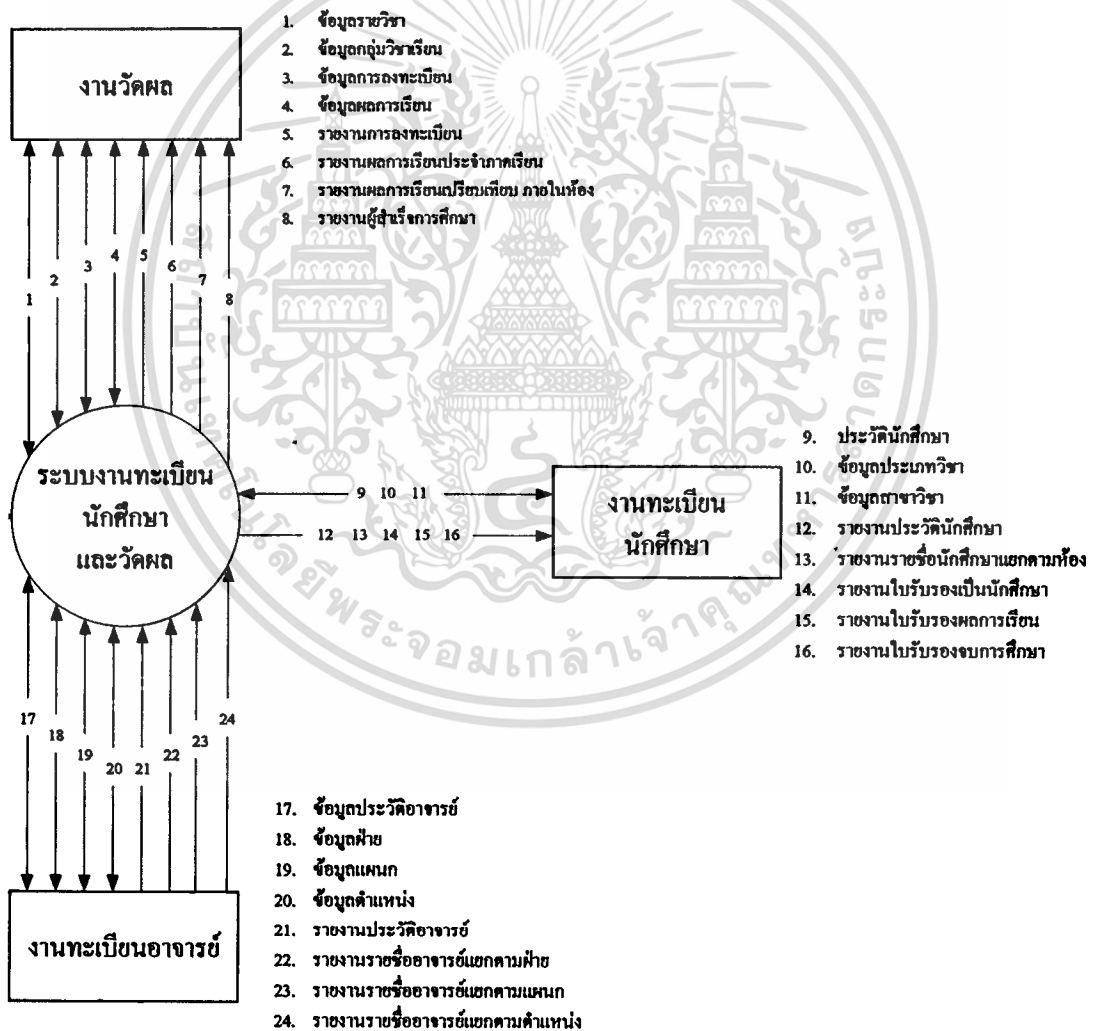 งานวัดผล
1. ข้อมูลรายวิชา
2. ข้อมูลกลุ่มวิชาเรียน
3. ข้อมูลการลงทะเบียน
4. ข้อมูลผลการเรียน
5. รายงานการลงทะเบียน
6. รายงานผลการเรียนประจำภาคเรียน
7. รายงานผลการเรียนเปรียบเทียบ ภายในห้อง
8. รายงานผู้สำเร็จการศึกษา
1 2 3 4 5 6 7 8
ระบบงานทะเบียน
นักศึกษา
และวัดผล
9 10 11
12 13 14 15 16
งานทะเบียน
นักศึกษา
9. ประวัตินักศึกษา
10. ข้อมูลประเภทวิชา
11. ข้อมูลสาขาวิชา
12. รายงานประวัตินักศึกษา
13. รายงานรายชื่อนักศึกษาแยกตามห้อง
14. รายงานใบรับรองเป็นนักศึกษา
15. รายงานใบรับรองผลการเรียน
16. รายงานใบรับรองจบการศึกษา
17 18 19 20 21 22 23 24
งานทะเบียนอาจารย์
17. ข้อมูลประวัติอาจารย์
18. ข้อมูลฝ่าย
19. ข้อมูลแผนก
20. ข้อมูลตำแหน่ง
21. รายงานประวัติอาจารย์
22. รายงานรายชื่ออาจารย์แยกตามฝ่าย
23. รายงานรายชื่ออาจารย์แยกตามแผนก
24. รายงานรายชื่ออาจารย์แยกตามตำแหน่ง